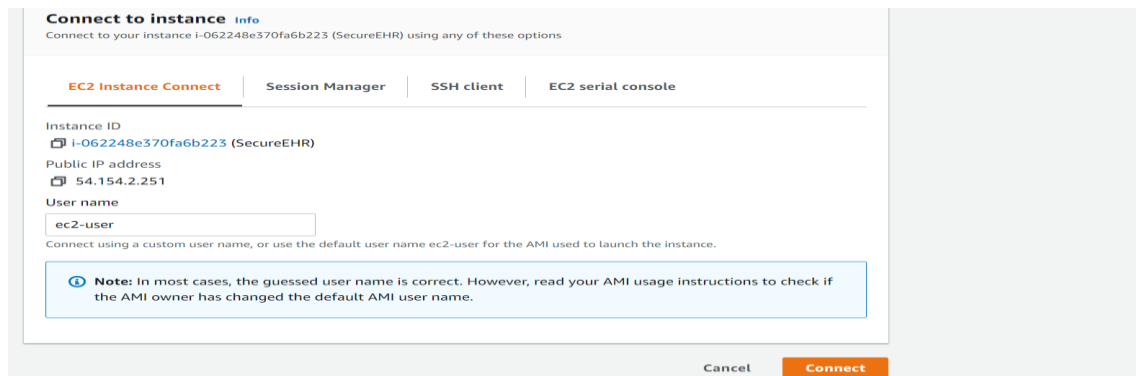 Connect to instance Info
Connect to your instance i-062248e370fa6b223 (SecureEHR) using any of these options
EC2 Instance Connect Session Manager SSH client EC2 serial console
Instance ID
i-062248e370fa6b223 (SecureEHR)
Public IP address
54.154.2.251
User name
ec2-user
Connect using a custom user name, or use the default user name ec2-user for the AMI used to launch the instance.
Note: In most cases, the guessed user name is correct. However, read your AMI usage instructions to check if
the AMI owner has changed the default AMI user name.
Cancel Connect